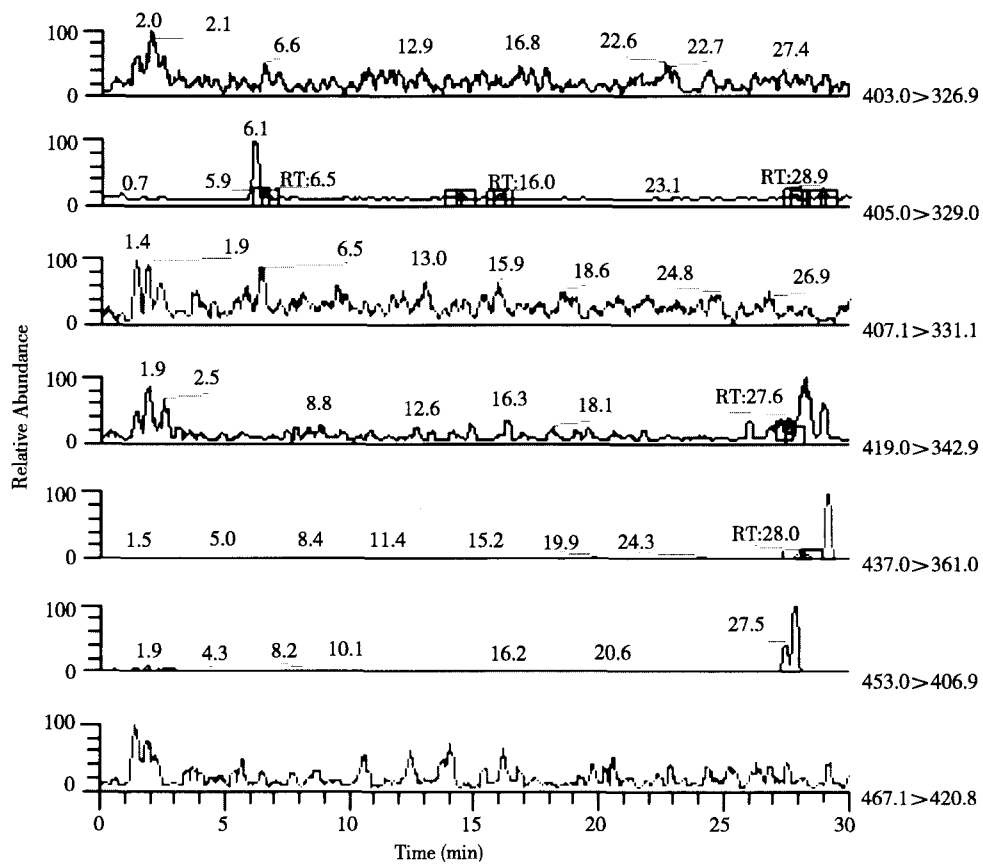 2.0 2.1 6.6 12.9 16.8 22.6 22.7 27.4
100
0
403.0>326.9
6.1
100
0.7 5.9 RT:6.5 RT:16.0 23.1 RT:28.9
0
405.0>329.0
1.4 1.9 6.5 13.0 15.9 18.6 24.8 26.9
100
0
407.1>331.1
1.9 2.5 8.8 12.6 16.3 18.1 RT:27.6
100
0
419.0>342.9
100
1.5 5.0 8.4 11.4 15.2 19.9 24.3 RT:28.0
0
437.0>361.0
100
1.9 4.3 8.2 10.1 16.2 20.6 27.5
0
453.0>406.9
100
0
467.1>420.8
0 5 10 15 20 25 30
Time (min)
Relative Abundance